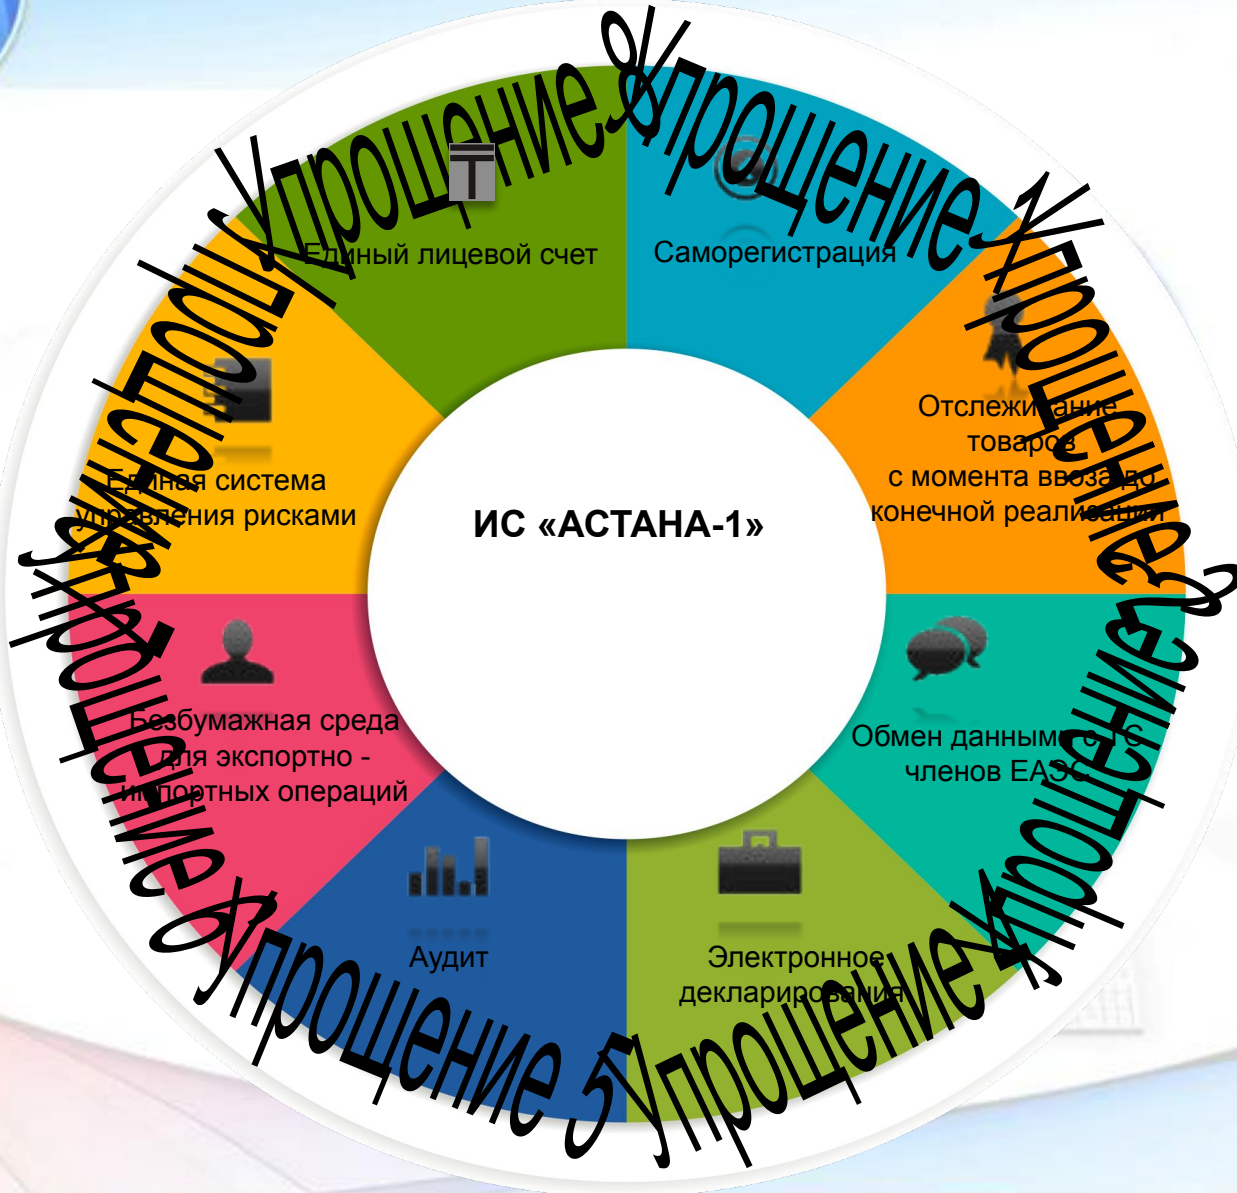 ИС «АСТАНА-1»
Упрощение 1
Саморегистрация
Упрощение 2
Отслеживание
товаров
с момента ввоза до
конечной реализации
Упрощение 3
Обмен данными с ТС
членов ЕАЭС
Упрощение 4
Электронное
декларирования
Упрощение 5
Аудит
Упрощение 6
Безбумажная среда
для экспортно -
импортных операций
Упрощение 7
Единая система
управления рисками
Упрощение 8
Единый лицевой счет